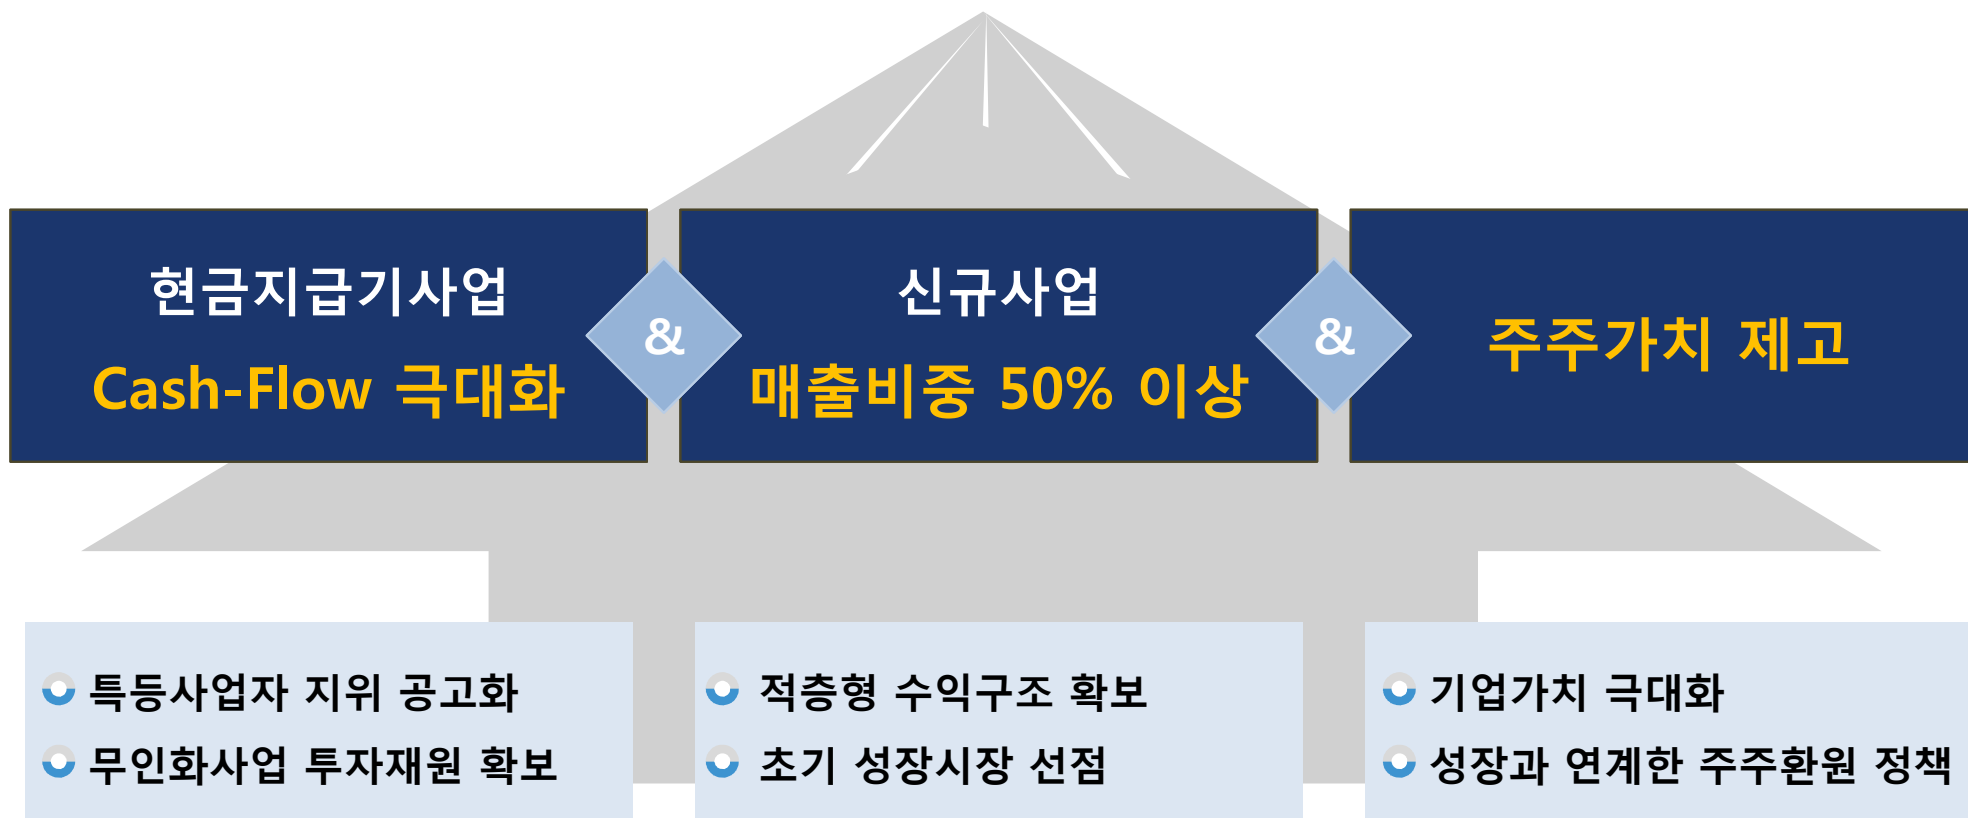 현금지급기사업
Cash-Flow 극대화
&
신규사업
매출비중 50% 이상
&
주주가치 제고
특등사업자 지위 공고화
무인화사업 투자재원 확보
적층형 수익구조 확보
초기 성장시장 선점
기업가치 극대화
성장과 연계한 주주환원 정책